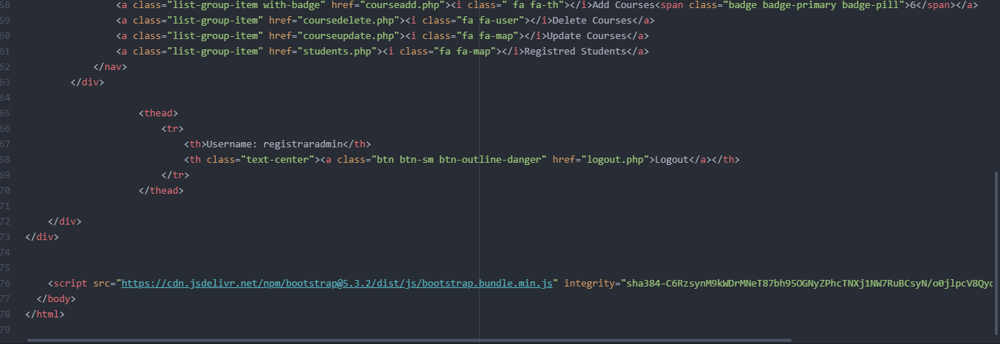 58 <a class="list-group-item with-badge" href="courseadd.php"><i class=" fa fa-th"></i>Add Courses<span class="badge badge-primary badge-pill">6</span></a>
59 <a class="list-group-item" href="coursedelete.php"><i class="fa fa-user"></i>Delete Courses</a>
60 <a class="list-group-item" href="courseupdate.php"><i class="fa fa-map"></i>Update Courses</a>
61 <a class="list-group-item" href="students.php"><i class="fa fa-map"></i>Registred Students</a>
62 </nav>
63 </div>
64
65 <thead>
66 <tr>
67 <th>Username: registraradmin</th>
68 <th class="text-center"><a class="btn btn-sm btn-outline-danger" href="logout.php">Logout</a></th>
69 </tr>
70 </thead>
71
72 </div>
73 </div>
74
75
76 <script src="https://cdn.jsdelivr.net/npm/bootstrap@5.3.2/dist/js/bootstrap.bundle.min.js" integrity="sha384-C6RzsynM9kWDrMNeT87bh95OGNyZPhcTNXj1NW7RuBCsyN/o0jlpcV8Qyq
77 </body>
78 </html>
79